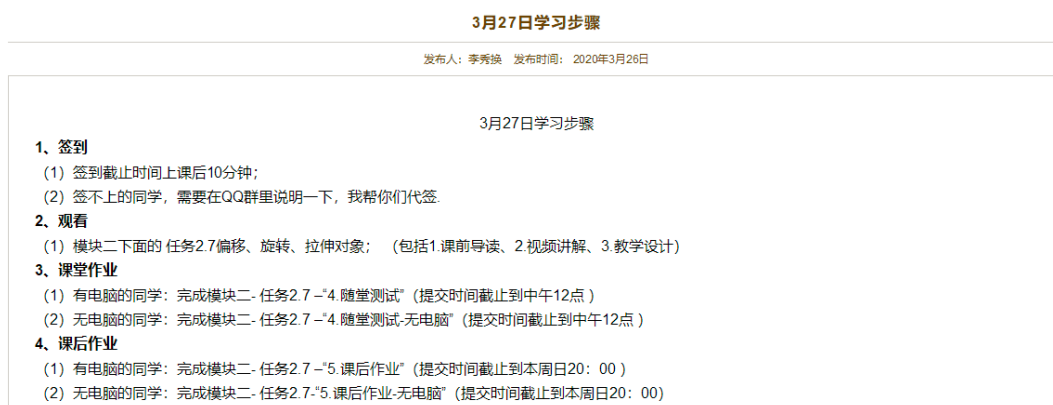 3月27日学习步骤
发布人：李秀换 发布时间： 2020年3月26日
3月27日学习步骤
1、签到
（1）签到截止时间上课后10分钟；
（2）签不上的同学，需要在QQ群里说明一下，我帮你们代签.
2、观看
（1）模块二下面的 任务2.7偏移、旋转、拉伸对象； （包括1.课前导读、2.视频讲解、3.教学设计）
3、课堂作业
（1）有电脑的同学：完成模块二- 任务2.7 –“4.随堂测试”（提交时间截止到中午12点 ）
（2）无电脑的同学：完成模块二- 任务2.7 –“4.随堂测试-无电脑”（提交时间截止到中午12点 ）
4、课后作业
（1）有电脑的同学：完成模块二- 任务2.7 –“5.课后作业”（提交时间截止到本周日20：00 ）
（2）无电脑的同学：完成模块二- 任务2.7-“5.课后作业-无电脑”（提交时间截止到本周日20：00）